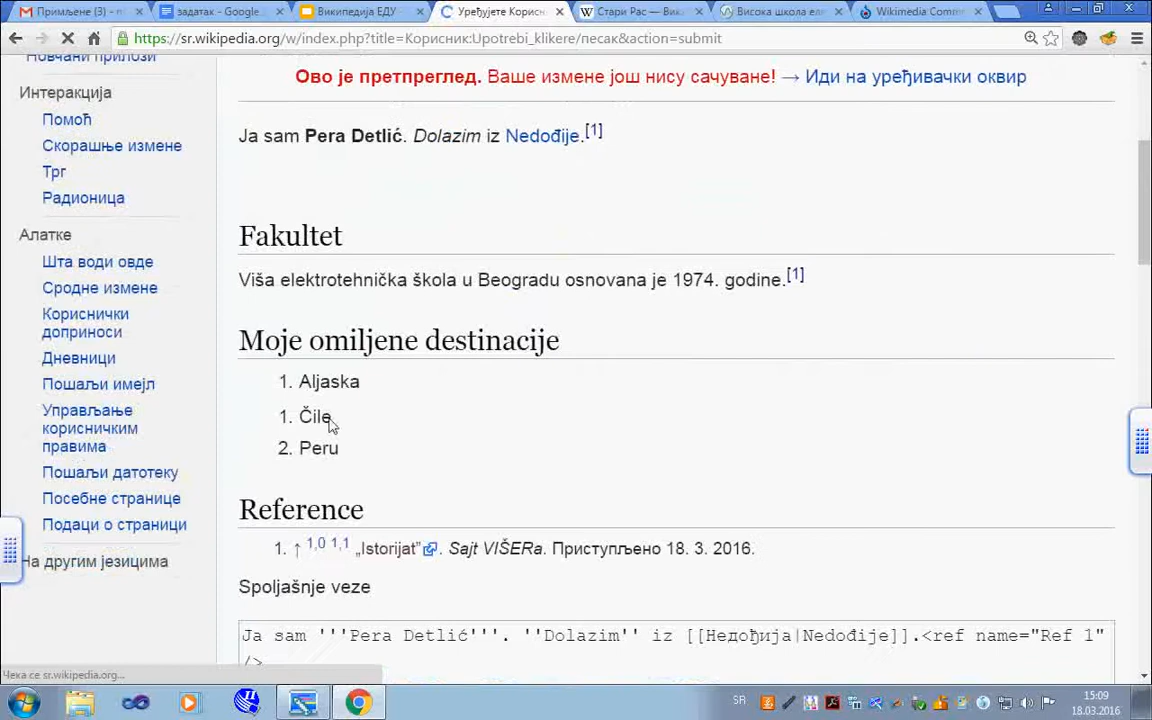 Примљене (3) - n
задатак - Google
Википедија ЕДУ
Уређујете Корисн
Стари Рас — Вик
Висока школа еле
Wikimedia Comm
https://sr.wikipedia.org/w/index.php?title=Корисник:Upotrebi_klikere/песак&action=submit
Новчани прилози
Интеракција
Помоћ
Скорашње измене
Трг
Радионица
Алатке
Шта води овде
Сродне измене
Кориснички
доприноси
Дневници
Пошаљи имејл
Управљање
корисничким
правима
Пошаљи датотеку
Посебне странице
Подаци о страници
На другим језицима
Ово је претпреглед. Ваше измене још нису сачуване! → Иди на уређивачки оквир
Ja sam Pera Detlić. Dolazim iz Nedođije.[1]
Fakultet
Viša elektrotehnička škola u Beogradu osnovana je 1974. godine.[1]
Moje omiljene destinacije
1. Aljaska
1. Čile
2. Peru
Reference
1. ↑ 1,0 1,1 „Istorijat”. Sajt VIŠERa. Приступљено 18. 3. 2016.
Spoljašnje veze
Ja sam '''Pera Detlić'''. ''Dolazim'' iz [[Недођија|Nedođije]].<ref name="Ref 1"
/>
Чека се sr.wikipedia.org...
SR
15:09
18.03.2016